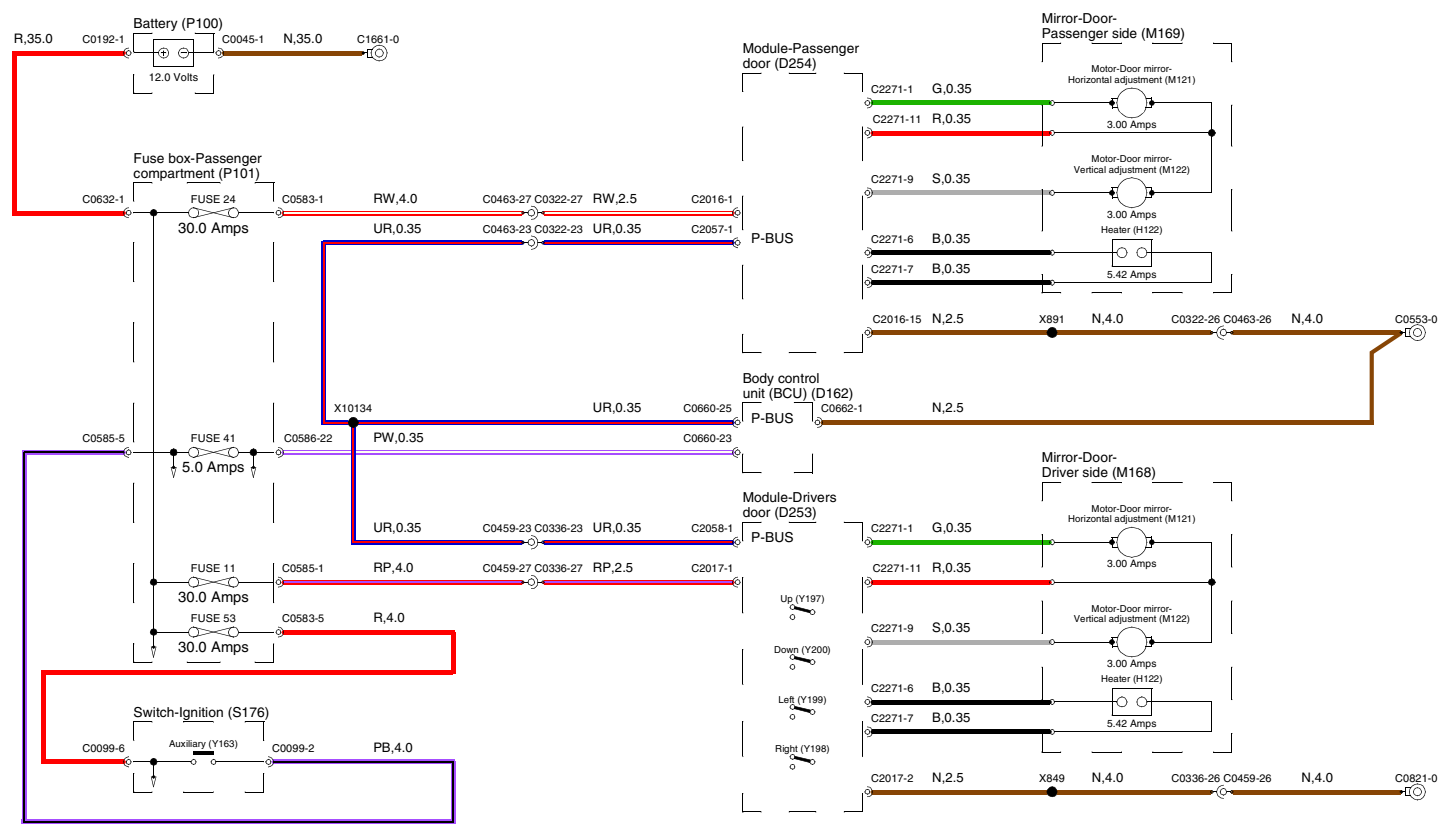 Battery (P100)
R,35.0
C0192-1
C0045-1
N,35.0
C1661-0
12.0 Volts
Fuse box-Passenger
compartment (P101)
C0632-1
FUSE 24
30.0 Amps
C0583-1
RW,4.0
C0463-27
C0322-27
RW,2.5
C2016-1
UR,0.35
C0463-23
C0322-23
UR,0.35
C2057-1
Module-Passenger
door (D254)
P-BUS
C2271-1
G,0.35
C2271-11
R,0.35
C2271-9
S,0.35
C2271-6
B,0.35
C2271-7
B,0.35
C2016-15
N,2.5
X891
N,4.0
C0322-26
C0463-26
N,4.0
C0553-0
Mirror-Door-
Passenger side (M169)
Motor-Door mirror-
Horizontal adjustment (M121)
3.00 Amps
Motor-Door mirror-
Vertical adjustment (M122)
3.00 Amps
Heater (H122)
5.42 Amps
X10134
UR,0.35
C0660-25
Body control
unit (BCU) (D162)
P-BUS
C0662-1
N,2.5
C0585-5
FUSE 41
5.0 Amps
C0586-22
PW,0.35
C0660-23
UR,0.35
C0459-23
C0336-23
UR,0.35
C2058-1
Module-Drivers
door (D253)
P-BUS
FUSE 11
30.0 Amps
C0585-1
RP,4.0
C0459-27
C0336-27
RP,2.5
C2017-1
FUSE 53
30.0 Amps
C0583-5
R,4.0
Up (Y197)
Down (Y200)
Left (Y199)
Right (Y198)
C2271-1
G,0.35
C2271-11
R,0.35
C2271-9
S,0.35
C2271-6
B,0.35
C2271-7
B,0.35
C2017-2
N,2.5
X849
N,4.0
C0336-26
C0459-26
N,4.0
C0821-0
Mirror-Door-
Driver side (M168)
Motor-Door mirror-
Horizontal adjustment (M121)
3.00 Amps
Motor-Door mirror-
Vertical adjustment (M122)
3.00 Amps
Heater (H122)
5.42 Amps
Switch-Ignition (S176)
C0099-6
Auxiliary (Y163)
C0099-2
PB,4.0